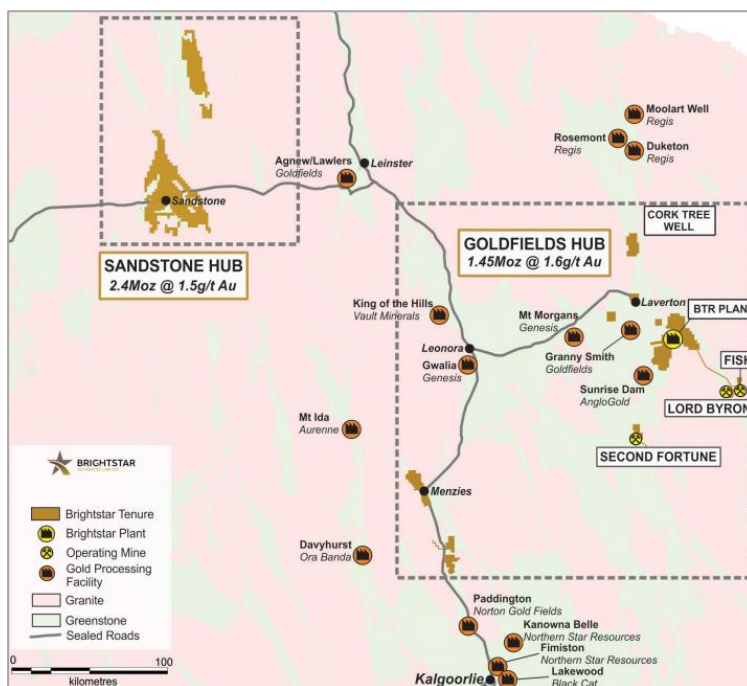 Moolart Well
Regis
Rosemont
Regis
Duketon
Regis
Agnew/Lawlers
Goldfields
Leinster
Sandstone
CORK TREE
WELL
SANDSTONE HUB
2.4Moz @ 1.5g/t Au
GOLDFIELDS HUB
1.45Moz @ 1.6g/t Au
King of the Hills
Vault Minerals
Mt Morgans
Genesis
Laverton
BTR PLAN
Leonora
Granny Smith
Goldfields
Gwalia
Genesis
FISH
Sunrise Dam
AngloGold
LORD BYRON
Mt Ida
Aurenne
SECOND FORTUNE
BRIGHTSTAR
Menzies
Brightstar Tenure
Brightstar Plant
Operating Mine
Gold Processing
Facility
Granite
Greenstone
Sealed Roads
0
100
kilometres
Davyhurst
Ora Banda
Paddington
Norton Gold Fields
Kanowna Belle
Northern Star Resources
Fimiston
Northern Star Resources
Kalgoorlie
Lakewood
Black Cat